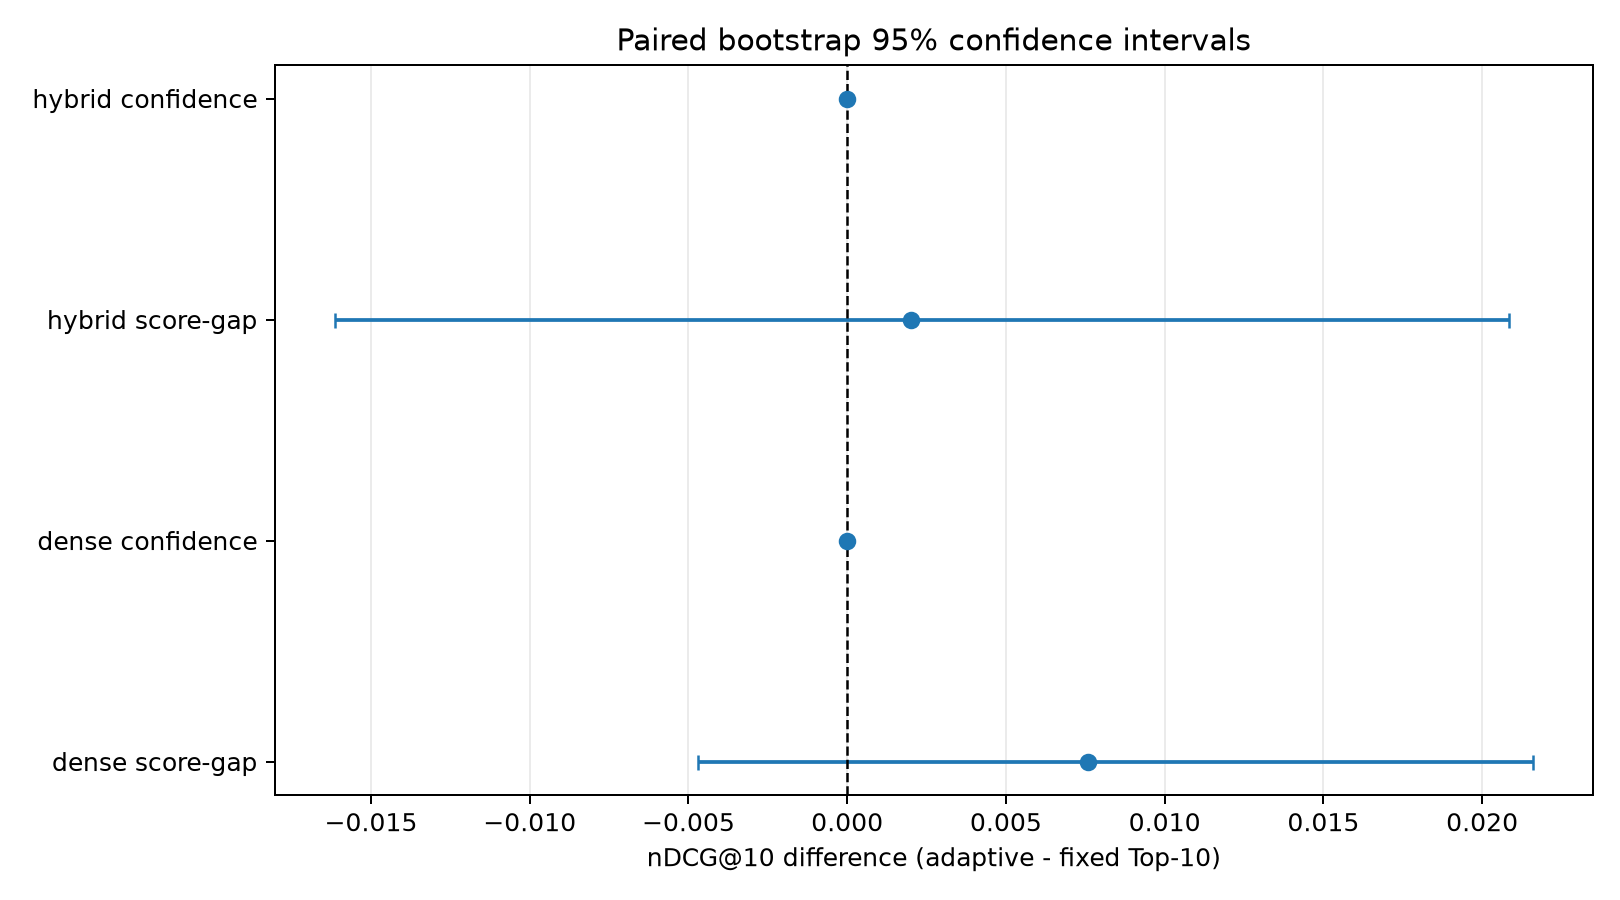 Paired bootstrap 95% confidence intervals
hybrid confidence
hybrid score-gap
dense confidence
dense score-gap
−0.015 −0.010 −0.005 0.000 0.005 0.010 0.015 0.020
nDCG@10 difference (adaptive - fixed Top-10)